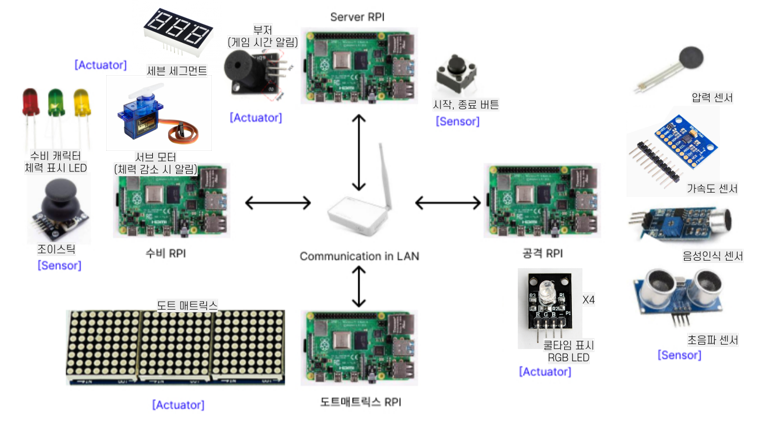 Server RPI
부저
(게임 시간 알림)
[Actuator]
세븐 세그먼트
[Actuator]
시작, 종료 버튼
[Sensor]
압력 센서
수비 캐릭터
체력 표시 LED
서브 모터
(체력 감소 시 알림)
가속도 센서
조이스틱
[Sensor]
수비 RPI
Communication in LAN
공격 RPI
음성인식 센서
도트 매트릭스
[Actuator]
도트매트릭스 RPI
X4
쿨타임 표시
RGB LED
[Actuator]
초음파 센서
[Sensor]